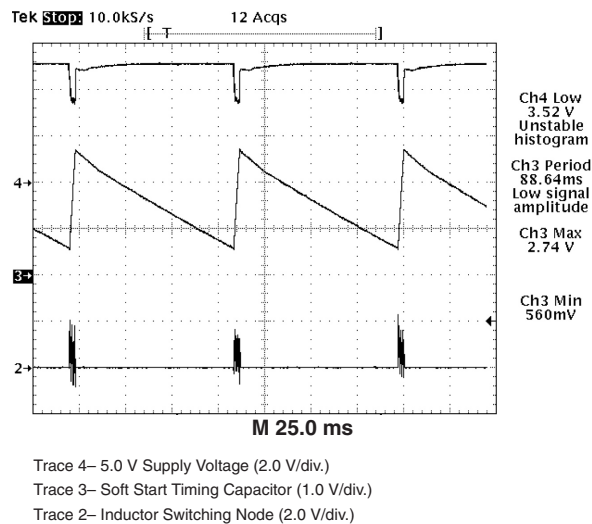 Tek Stop: 10.0kS/s 12 Acqs
[ T ]
Ch4 Low
3.52 V
Unstable
histogram
Ch3 Period
88.64ms
Low signal
amplitude
Ch3 Max
2.74 V
Ch3 Min
560mV
4
3
2
M 25.0 ms
Trace 4– 5.0 V Supply Voltage (2.0 V/div.)
Trace 3– Soft Start Timing Capacitor (1.0 V/div.)
Trace 2– Inductor Switching Node (2.0 V/div.)